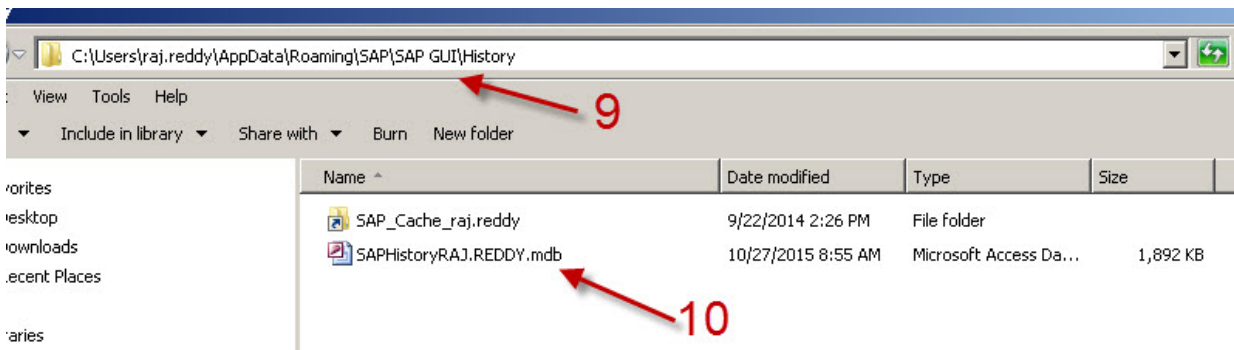 C:\Users\raj.reddy\AppData\Roaming\SAP\SAP GUI\History
View Tools Help
9
Include in library Share with Burn New folder
Name Date modified Type Size
vorites
esktop
SAP_Cache_raj.reddy 9/22/2014 2:26 PM File folder
ownloads
SAPHistoryRAJ.REDDY.mdb 10/27/2015 8:55 AM Microsoft Access Da... 1,892 KB
ecent Places
10
aries